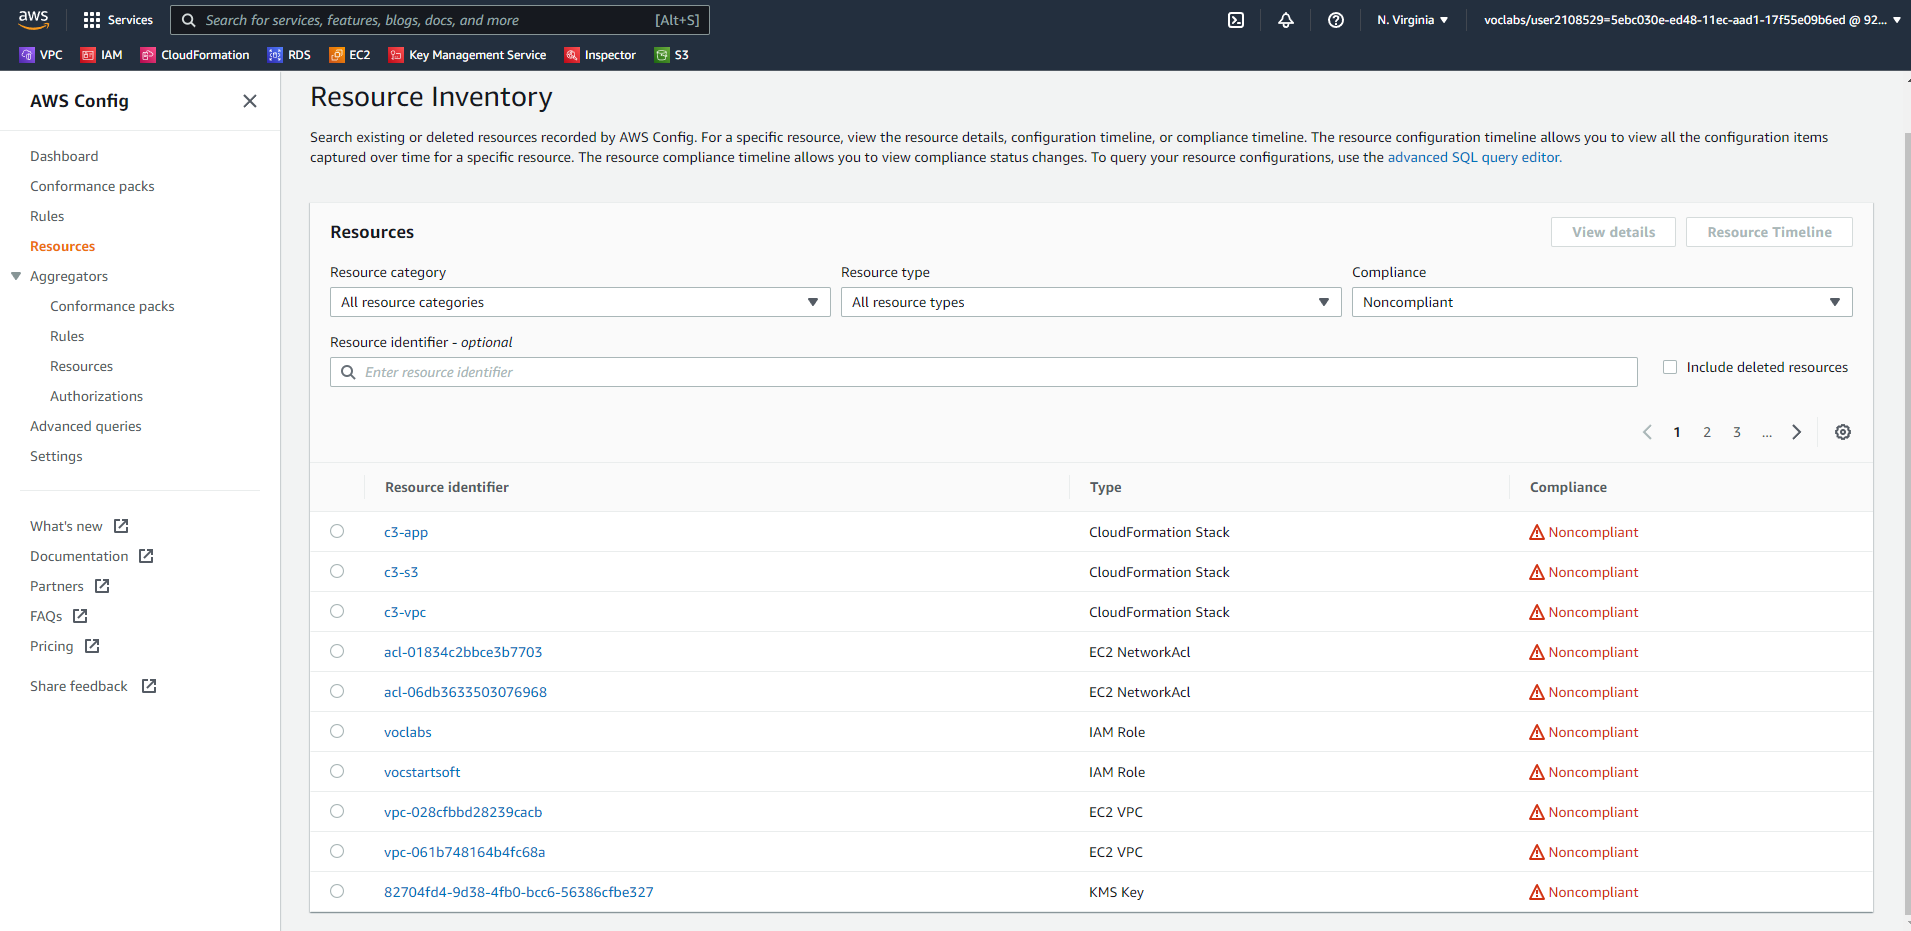 aws
Services
Search for services, features, blogs, docs, and more
[Alt+S]
N. Virginia
voclabs/user2108529=5ebc030e-ed48-11ec-aad1-17f55e09b6ed @ 92...
VPC
IAM
CloudFormation
RDS
EC2
Key Management Service
Inspector
S3
AWS Config
Dashboard
Conformance packs
Rules
Resources
Aggregators
Conformance packs
Rules
Resources
Authorizations
Advanced queries
Settings
What's new
Documentation
Partners
FAQs
Pricing
Share feedback
Resource Inventory
Search existing or deleted resources recorded by AWS Config. For a specific resource, view the resource details, configuration timeline, or compliance timeline. The resource configuration timeline allows you to view all the configuration items
captured over time for a specific resource. The resource compliance timeline allows you to view compliance status changes. To query your resource configurations, use the advanced SQL query editor.
Resources
View details
Resource Timeline
Resource category
Resource type
Compliance
All resource categories
All resource types
Noncompliant
Resource identifier - optional
Enter resource identifier
Include deleted resources
1 2 3 ...
Resource identifier Type Compliance
c3-app CloudFormation Stack Noncompliant
c3-s3 CloudFormation Stack Noncompliant
c3-vpc CloudFormation Stack Noncompliant
acl-01834c2bbce3b7703 EC2 NetworkAcl Noncompliant
acl-06db3633503076968 EC2 NetworkAcl Noncompliant
voclabs IAM Role Noncompliant
vocstartsoft IAM Role Noncompliant
vpc-028cfbbd28239cacb EC2 VPC Noncompliant
vpc-061b748164b4fc68a EC2 VPC Noncompliant
82704fd4-9d38-4fb0-bcc6-56386cfbe327 KMS Key Noncompliant